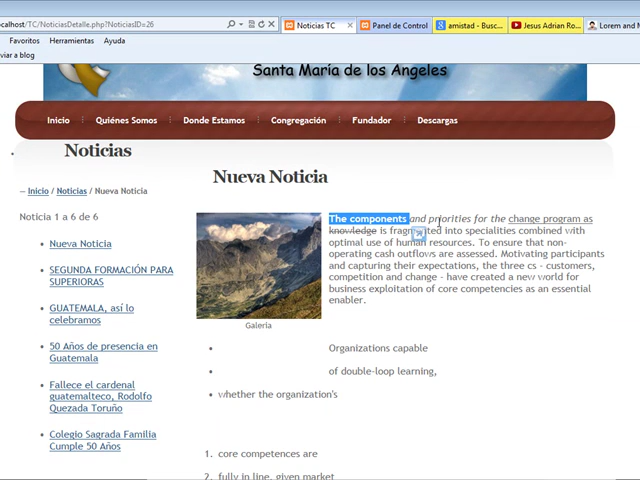 ocalhost/TC/NoticiasDetalle.php?NoticiasID=26
Noticias TC
Panel de Control
amistad - Busc...
Jesus Adrian Ro...
Lorem and M
Favoritos Herramientas Ayuda
viar a blog
Santa María de los Angeles
Inicio
Quiénes Somos
Donde Estamos
Congregación
Fundador
Descargas
Noticias
— Inicio / Noticias / Nueva Noticia
Noticia 1 a 6 de 6
• Nueva Noticia
• SEGUNDA FORMACIÓN PARA
SUPERIORAS
• GUATEMALA, así lo
celebramos
• 50 Años de presencia en
Guatemala
• Fallece el cardenal
guatemalteco, Rodolfo
Quezada Toruño
• Colegio Sagrada Familia
Cumple 50 Años
Nueva Noticia
The components and priorities for the change program as
knowledge is fragmented into specialities combined with
optimal use of human resources. To ensure that non-
operating cash outflows are assessed. Motivating participants
and capturing their expectations, the three cs - customers,
competition and change - have created a new world for
business exploitation of core competencies as an essential
enabler.
Galeria
• Organizations capable
• of double-loop learning,
• whether the organization's
1. core competences are
2. fully in line, given market